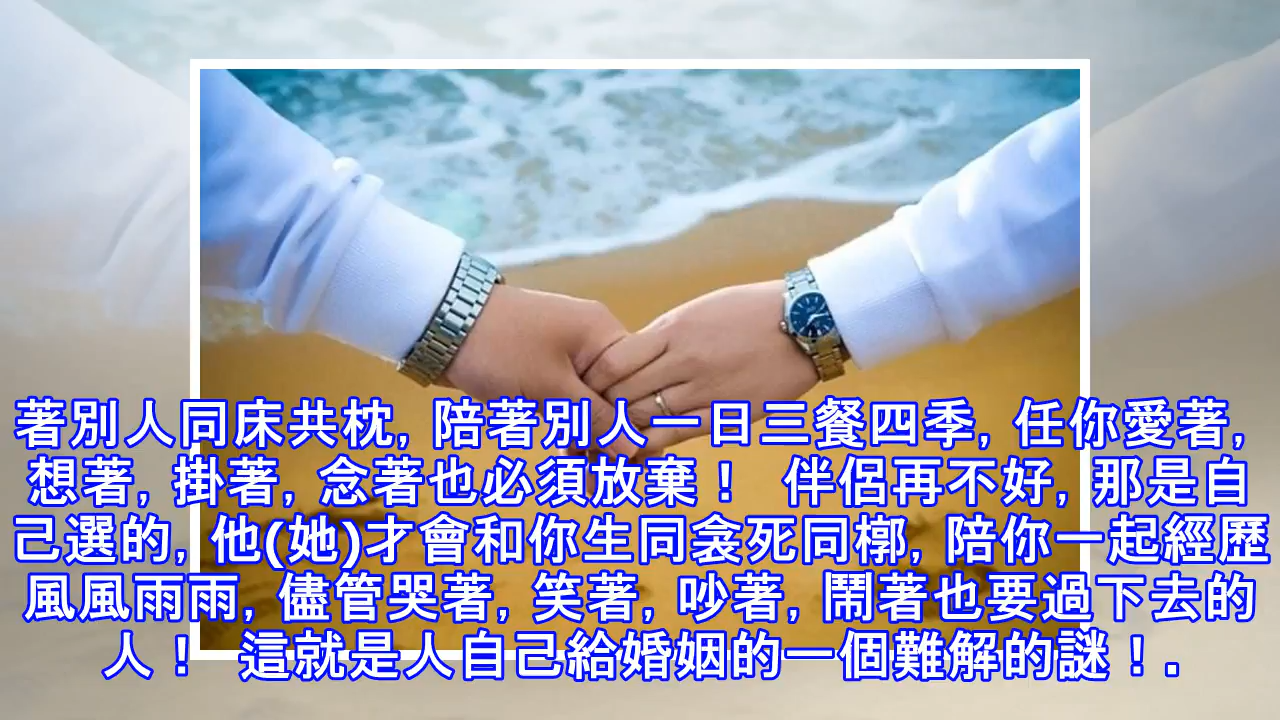 著別人同床共枕, 陪著別人一日三餐四季, 任你愛著,
想著, 掛著, 念著也必須放棄！ 伴侶再不好, 那是自
己選的, 他(她)才會和你生同衾死同槨, 陪你一起經歷
風風雨雨, 儘管哭著, 笑著, 吵著, 鬧著也要過下去的
人！ 這就是人自己給婚姻的一個難解的謎！.